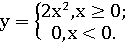 y = {2x², x ≥ 0;
0, x < 0.